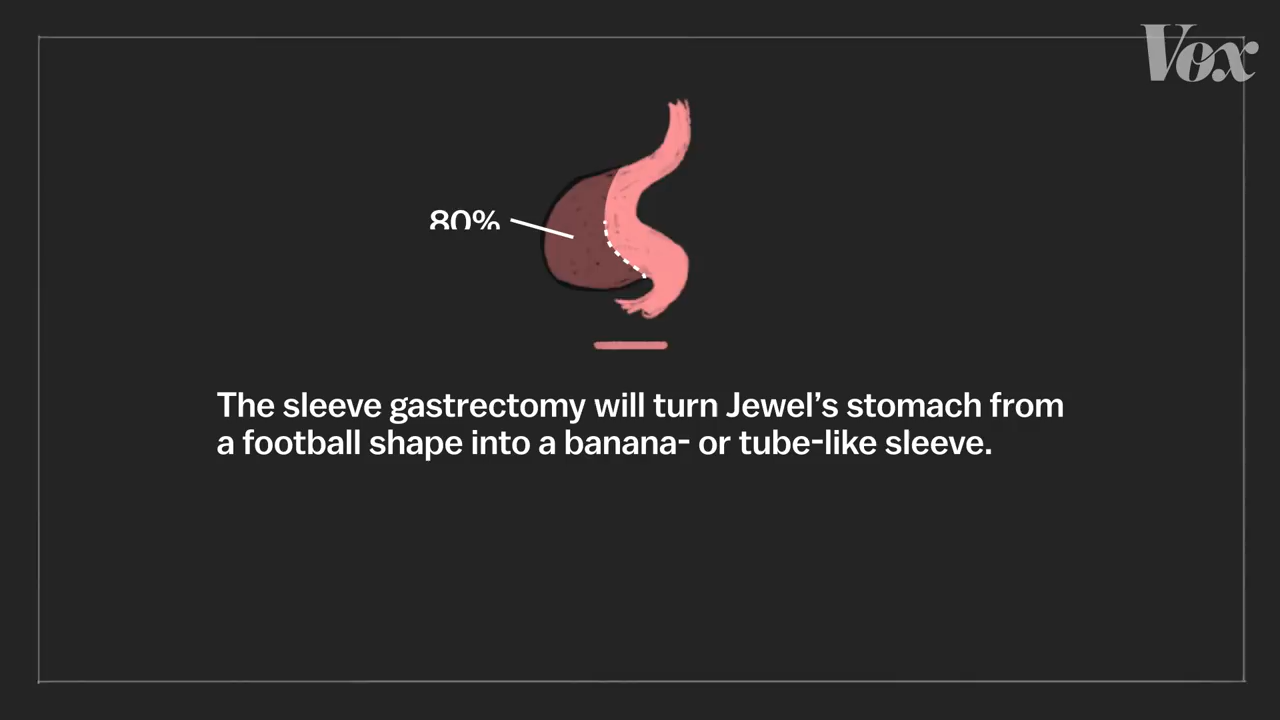 Vox
80%
The sleeve gastrectomy will turn Jewel’s stomach from
a football shape into a banana- or tube-like sleeve.